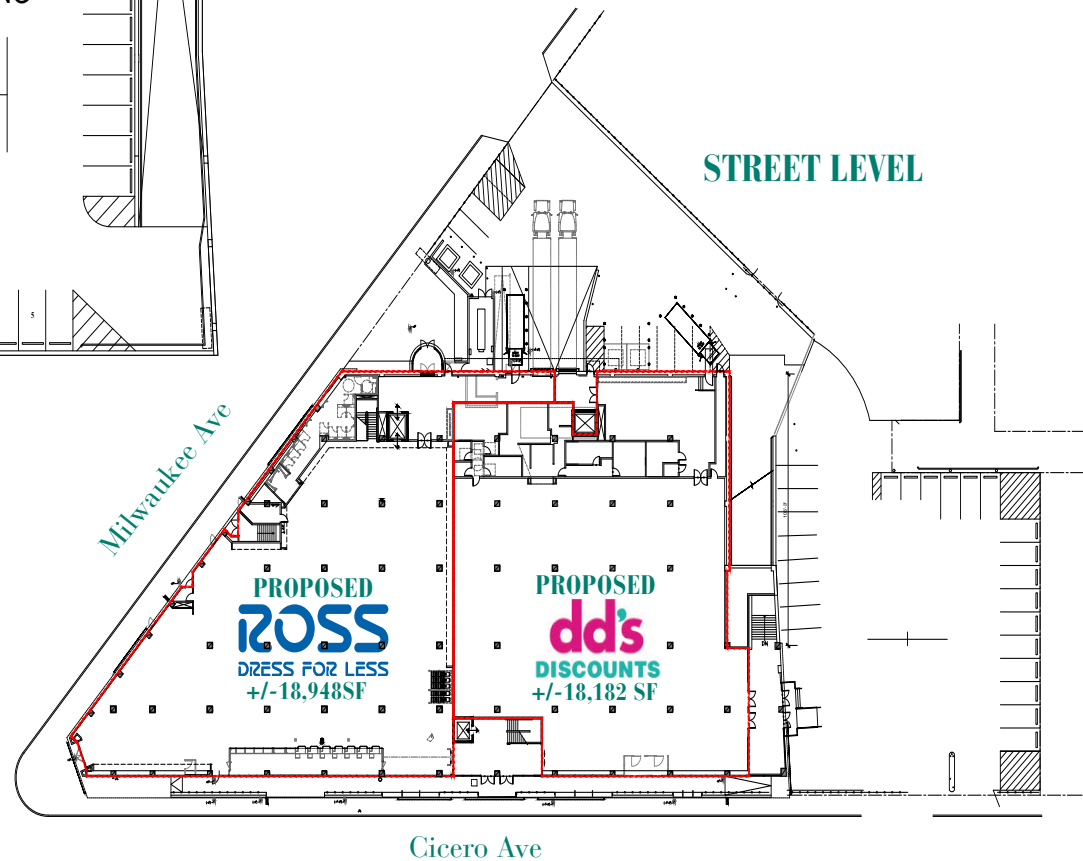 STREET LEVEL
5
Milwaukee Ave
PROPOSED
ROSS
DRESS FOR LESS
+/-18,948SF
PROPOSED
dd's
DISCOUNTS
+/-18,182 SF
Cicero Ave